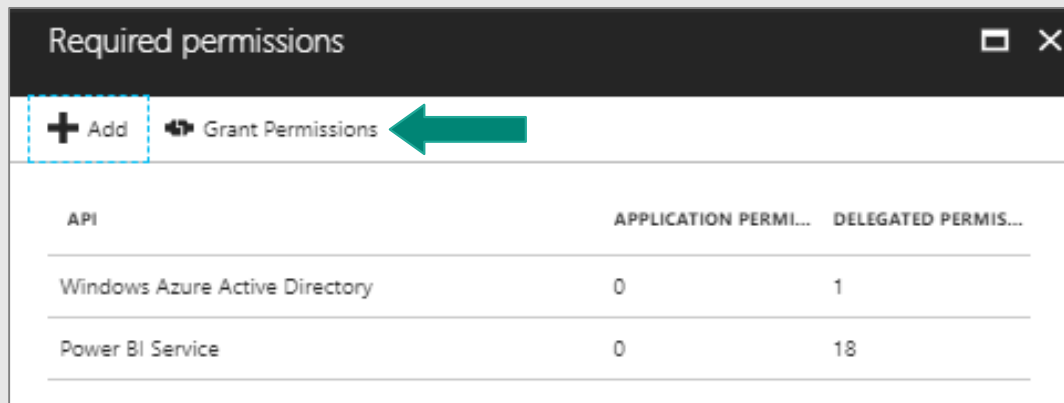 Required permissions
Add Grant Permissions
API APPLICATION PERMI... DELEGATED PERMIS...
Windows Azure Active Directory 0 1
Power BI Service 0 18